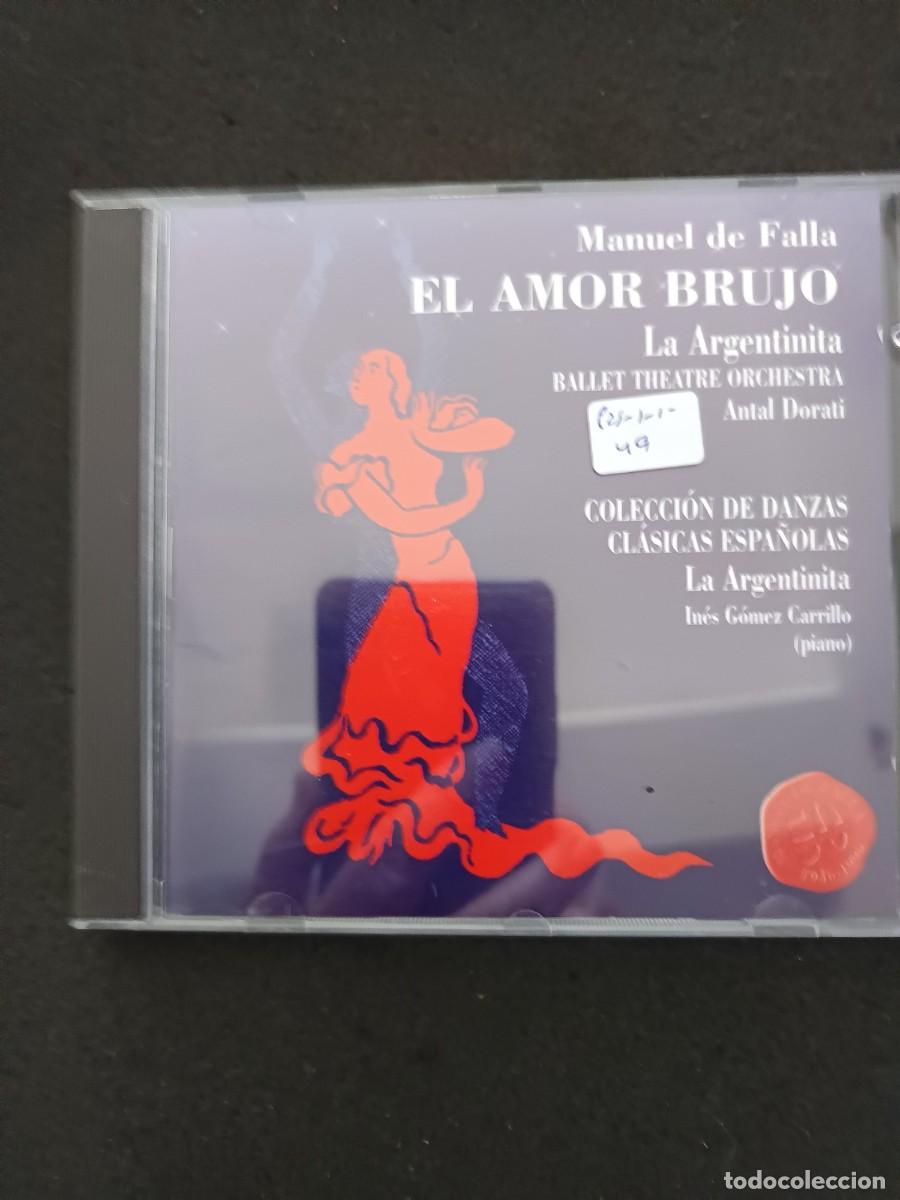 Manuel de Falla
EL AMOR BRUJO
La Argentinita
BALLET THEATRE ORCHESTRA
Antal Dorati
49
COLECCIÓN DE DANZAS
CLÁSICAS ESPAÑOLAS
La Argentinita
Inés Gómez Carrillo
(piano)
todocoleccion